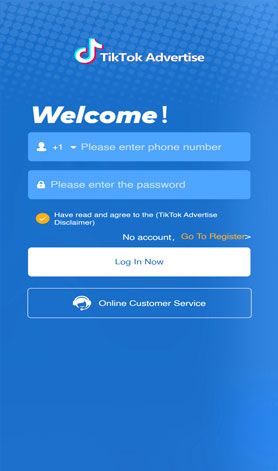 TikTok Advertise
Welcome!
+1 Please enter phone number
Please enter the password
Have read and agree to the (TikTok Advertise
Disclaimer)
No account, Go To Register>
Log In Now
Online Customer Service